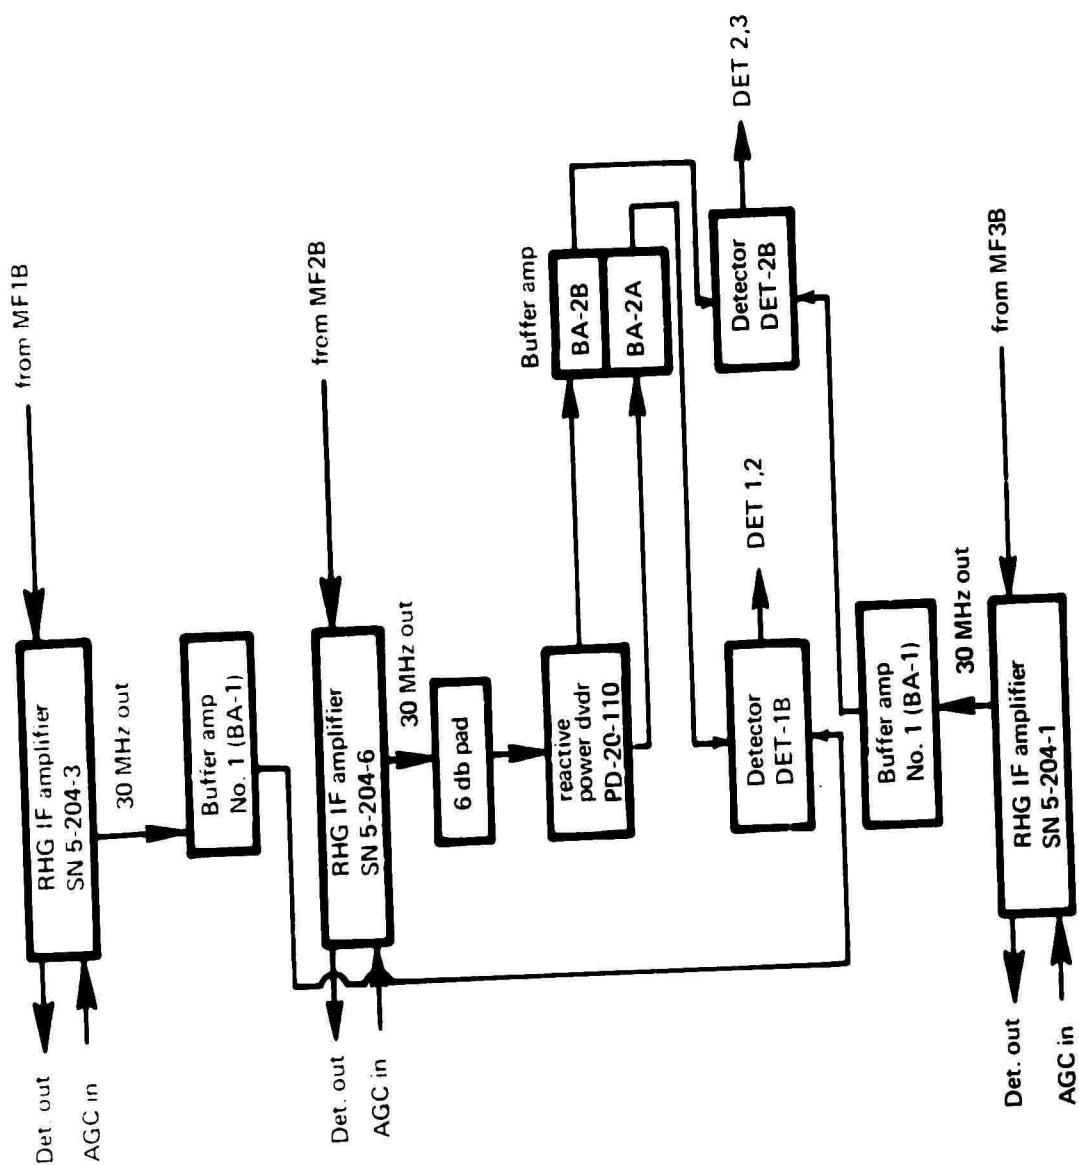 from MF1B
RHG IF amplifier
SN 5-204-3
Det. out
AGC in
30 MHz out
Buffer amp
No. 1 (BA-1)
from MF2B
RHG IF amplifier
SN 5-204-6
Det. out
AGC in
30 MHz out
6 db pad
reactive
power dvdr
PD-20-110
Buffer amp
BA-2B
BA-2A
Detector
DET-1B
DET 1,2
Detector
DET-2B
DET 2,3
Buffer amp
No. 1 (BA-1)
30 MHz out
from MF3B
RHG IF amplifier
SN 5-204-1
Det. out
AGC in